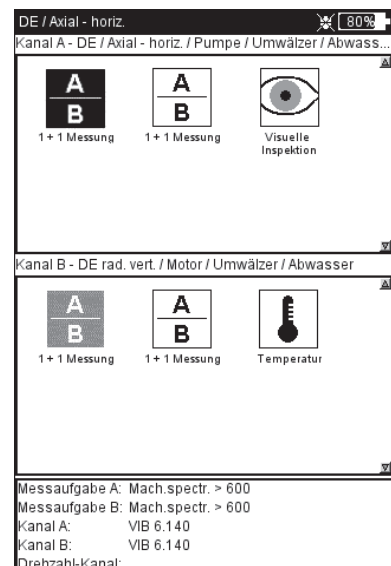 DE / Axial - horiz. 80%
Kanal A - DE / Axial - horiz. / Pumpe / Umwälzer / Abwass...
A
B
1 + 1 Messung
A
B
1 + 1 Messung
Visuelle
Inspektion
Kanal B - DE rad. vert. / Motor / Umwälzer / Abwasser
A
B
1 + 1 Messung
A
B
1 + 1 Messung
Temperatur
Messaufgabe A: Mach.spectr. > 600
Messaufgabe B: Mach.spectr. > 600
Kanal A: VIB 6.140
Kanal B: VIB 6.140
Drehzahl-Kanal: